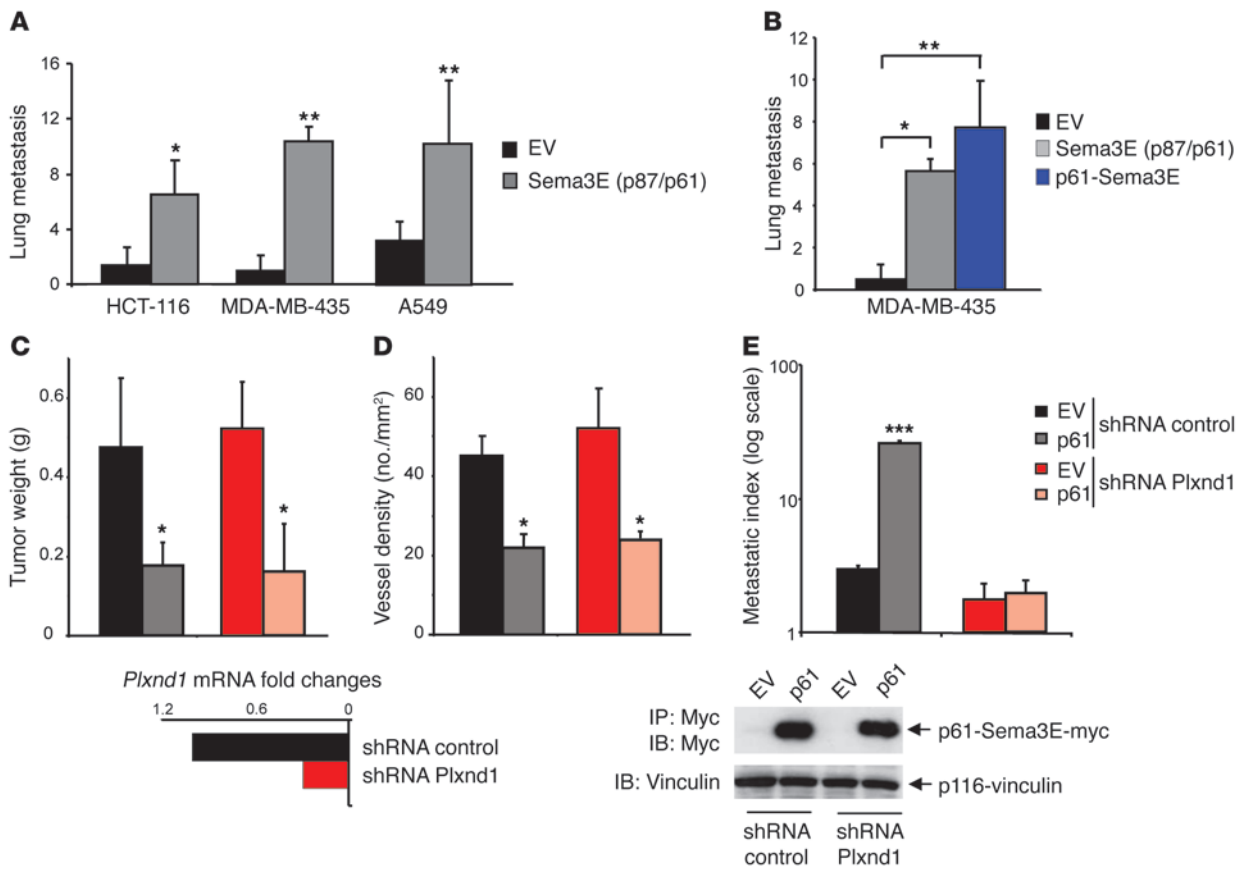 A
Lung metastasis
16
12
8
4
0
*
**
**
HCT-116
MDA-MB-435
A549
EV
Sema3E (p87/p61)
B
Lung metastasis
12
10
8
6
4
2
0
*
**
MDA-MB-435
EV
Sema3E (p87/p61)
p61-Sema3E
C
Tumor weight (g)
0.6
0.4
0.2
0
*
*
D
Vessel density (no./mm²)
60
40
20
0
*
*
E
Metastatic index (log scale)
100
10
1
***
EV
p61
shRNA control
EV
p61
shRNA Plxnd1
Plxnd1 mRNA fold changes
1.2
0.6
0
shRNA control
shRNA Plxnd1
EV
p61
EV
p61
IP: Myc
IB: Myc
p61-Sema3E-myc
IB: Vinculin
p116-vinculin
shRNA
control
shRNA
Plxnd1